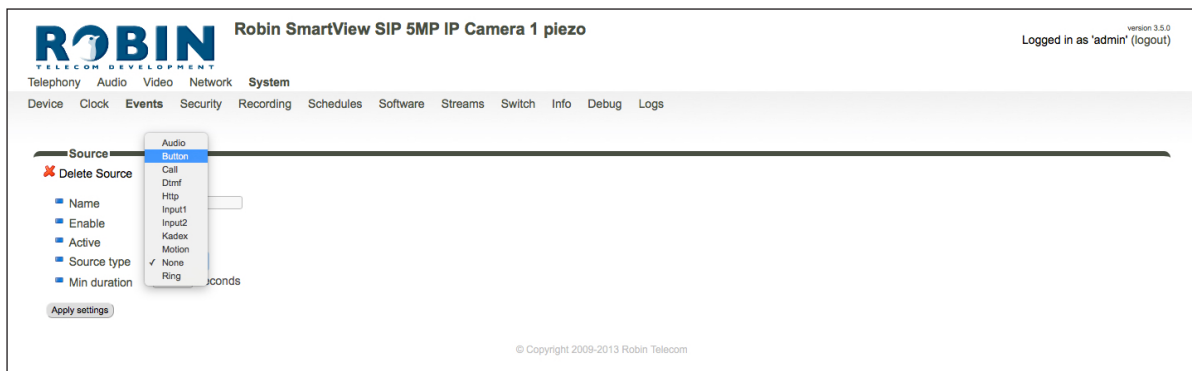 ROBIN
TELECOM DEVELOPMENT
Robin SmartView SIP 5MP IP Camera 1 piezo
version 3.5.0
Logged in as 'admin' (logout)
Telephony Audio Video Network System
Device Clock Events Security Recording Schedules Software Streams Switch Info Debug Logs
Source
Delete Source
Name
Enable
Active
Source type
Min duration
Audio
Button
Call
Dtmf
Http
Input1
Input2
Kadex
Motion
✓ None
Ring
Apply settings
© Copyright 2009-2013 Robin Telecom